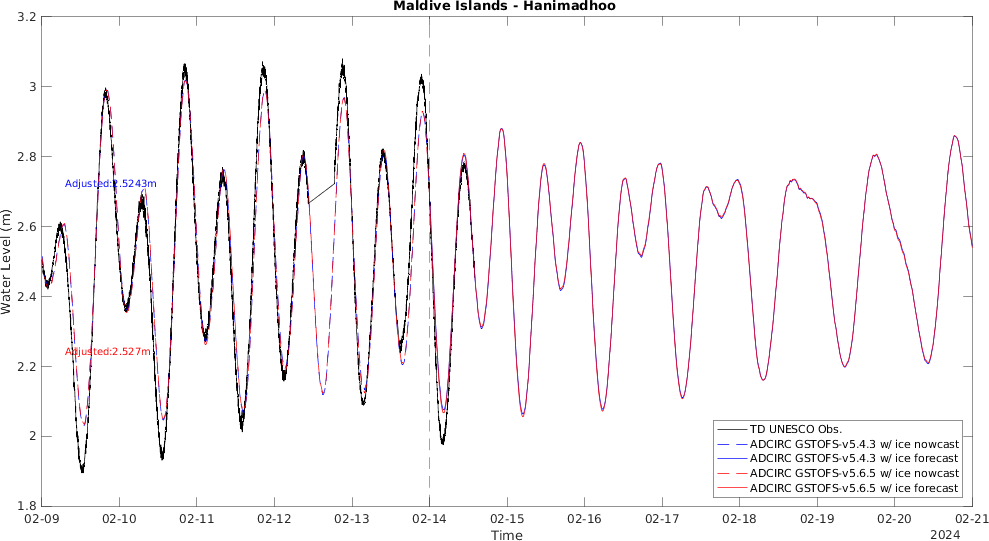 Maldive Islands - Hanimadhoo
3.2
3
2.8
2.6
2.4
2.2
2
1.8
Water Level (m)
Adjusted:2.5243m
Adjusted:2.527m
TD UNESCO Obs.
ADCIRC GSTOFS-v5.4.3 w/ ice nowcast
ADCIRC GSTOFS-v5.4.3 w/ ice forecast
ADCIRC GSTOFS-v5.6.5 w/ ice nowcast
ADCIRC GSTOFS-v5.6.5 w/ ice forecast
02-09 02-10 02-11 02-12 02-13 02-14 02-15 02-16 02-17 02-18 02-19 02-20 02-21
Time
2024